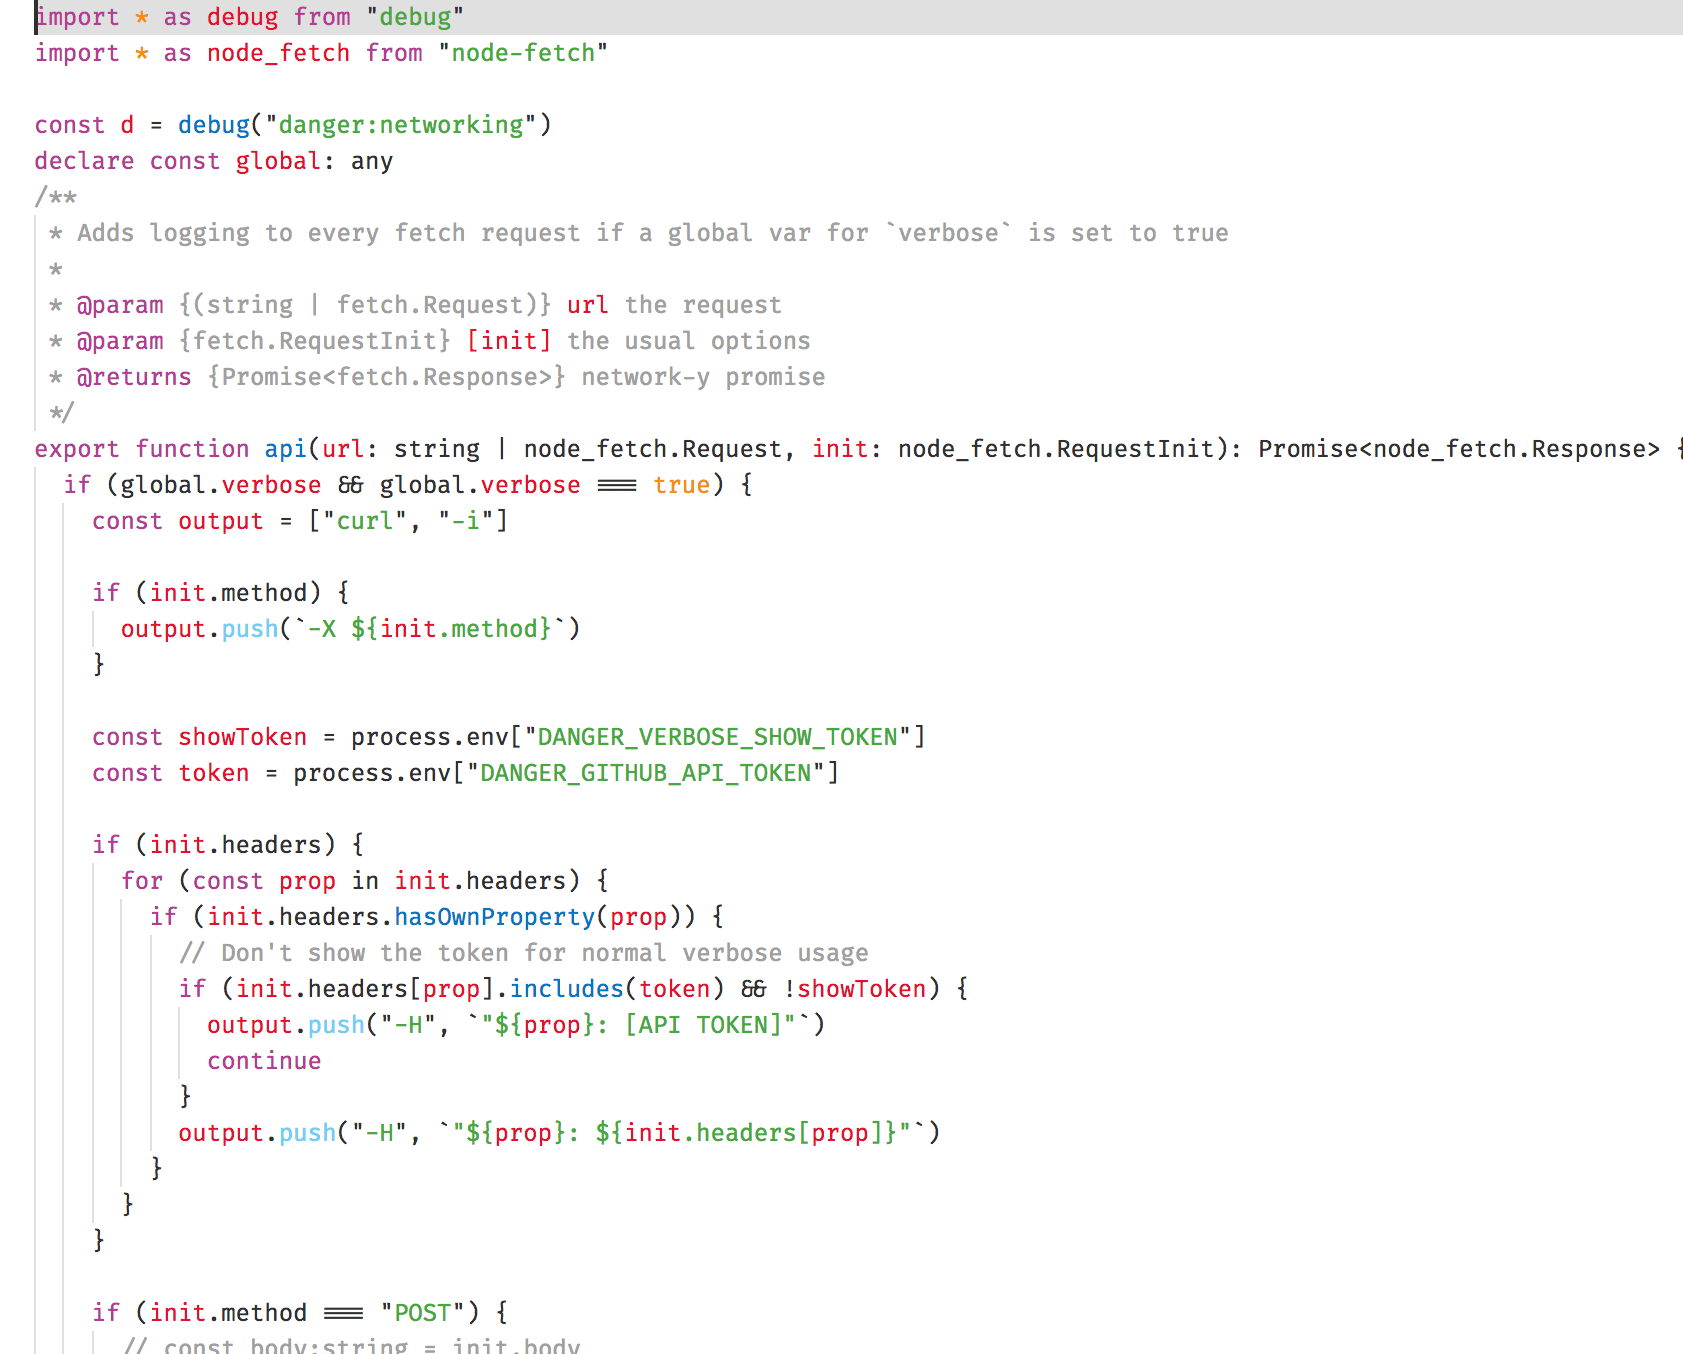 import * as debug from "debug"
import * as node_fetch from "node-fetch"

const d = debug("danger:networking")
declare const global: any
/**
 * Adds logging to every fetch request if a global var for `verbose` is set to true
 *
 * @param {(string | fetch.Request)} url the request
 * @param {fetch.RequestInit} [init] the usual options
 * @returns {Promise<fetch.Response>} network-y promise
 */
export function api(url: string | node_fetch.Request, init: node_fetch.RequestInit): Promise<node_fetch.Response> {
  if (global.verbose && global.verbose === true) {
    const output = ["curl", "-i"]

    if (init.method) {
      output.push(`-X ${init.method}`)
    }

    const showToken = process.env["DANGER_VERBOSE_SHOW_TOKEN"]
    const token = process.env["DANGER_GITHUB_API_TOKEN"]

    if (init.headers) {
      for (const prop in init.headers) {
        if (init.headers.hasOwnProperty(prop)) {
          // Don't show the token for normal verbose usage
          if (init.headers[prop].includes(token) && !showToken) {
            output.push("-H", `"${prop}: [API TOKEN]"`)
            continue
          }
          output.push("-H", `"${prop}: ${init.headers[prop]}"`)
        }
      }
    }

    if (init.method === "POST") {
      // const body:string = init.body